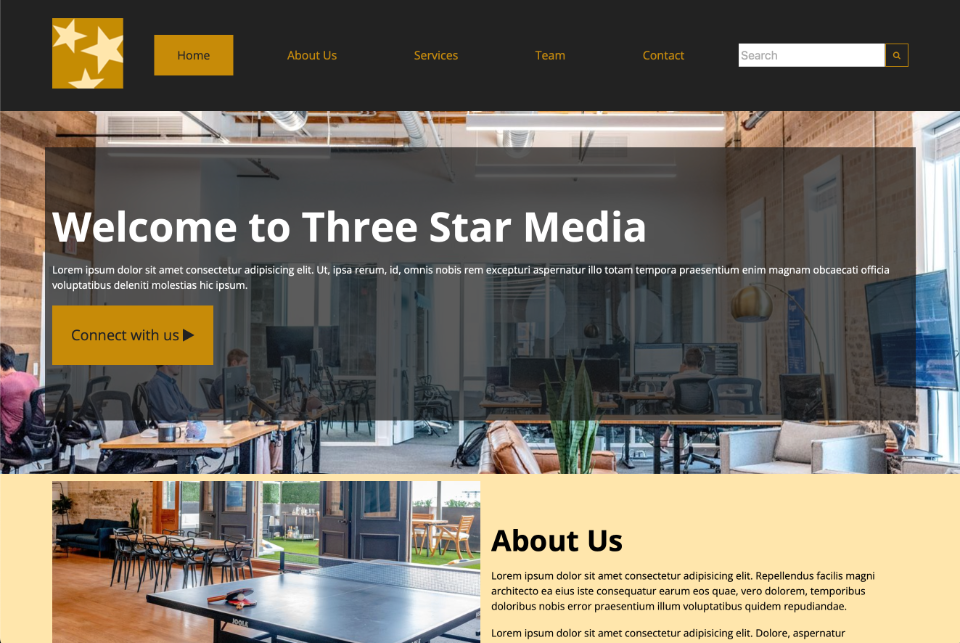 Home
About Us
Services
Team
Contact
Search
Welcome to Three Star Media
Lorem ipsum dolor sit amet consectetur adipisicing elit. Ut, ipsa rerum, id, omnis nobis rem excepturi aspernatur illo totam tempora praesentium enim magnam obcaecati officia
voluptatibus deleniti molestias hic ipsum.
Connect with us
About Us
Lorem ipsum dolor sit amet consectetur adipisicing elit. Repellendus facilis magni
architecto ea eius iste consequatur earum eos quae, vero dolorem, temporibus
doloribus nobis error praesentium illum voluptatibus quidem repudiandae.
JOOLA
Lorem ipsum dolor sit amet consectetur adipisicing elit. Dolore, aspernatur